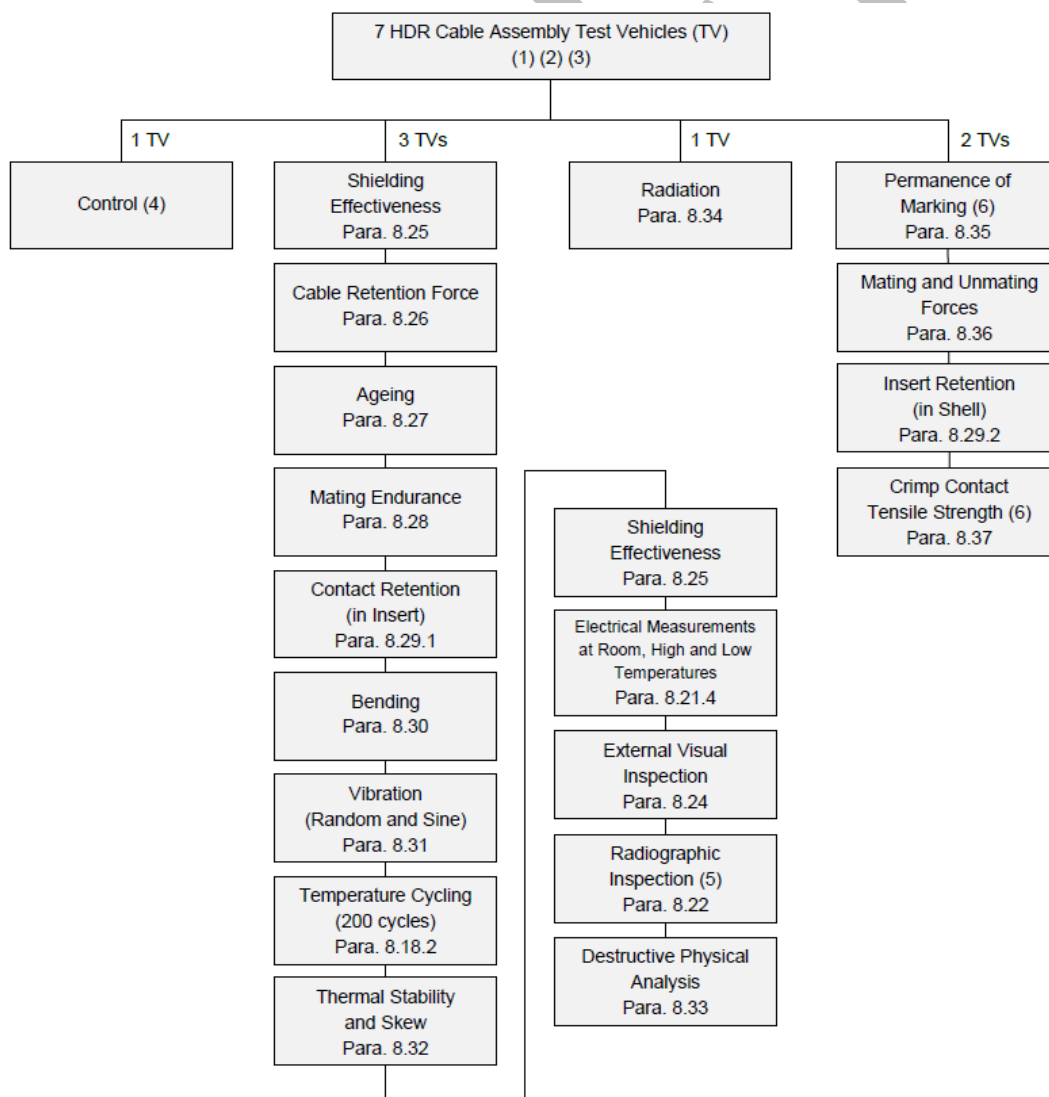 7 HDR Cable Assembly Test Vehicles (TV)
(1) (2) (3)
1 TV
3 TVs
1 TV
2 TVs
Control (4)
Shielding
Effectiveness
Para. 8.25
Cable Retention Force
Para. 8.26
Ageing
Para. 8.27
Mating Endurance
Para. 8.28
Contact Retention
(in Insert)
Para. 8.29.1
Bending
Para. 8.30
Vibration
(Random and Sine)
Para. 8.31
Temperature Cycling
(200 cycles)
Para. 8.18.2
Thermal Stability
and Skew
Para. 8.32
Shielding
Effectiveness
Para. 8.25
Electrical Measurements
at Room, High and Low
Temperatures
Para. 8.21.4
External Visual
Inspection
Para. 8.24
Radiographic
Inspection (5)
Para. 8.22
Destructive Physical
Analysis
Para. 8.33
Radiation
Para. 8.34
Permanence of
Marking (6)
Para. 8.35
Mating and Unmating
Forces
Para. 8.36
Insert Retention
(in Shell)
Para. 8.29.2
Crimp Contact
Tensile Strength (6)
Para. 8.37